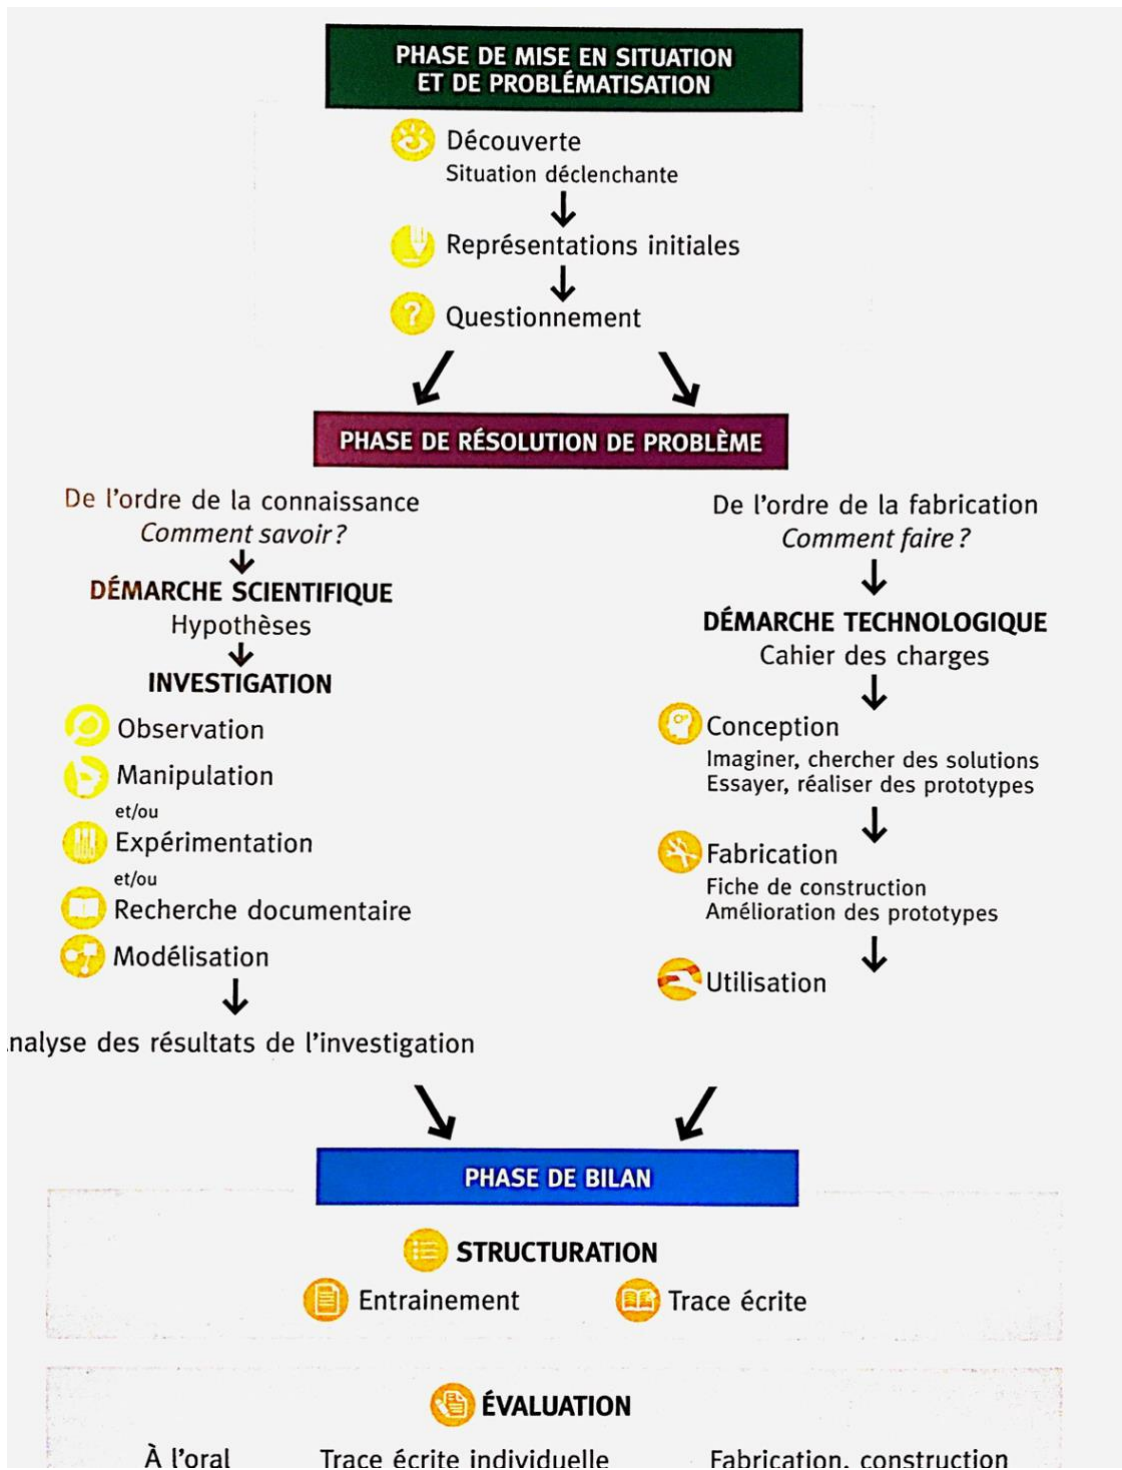 PHASE DE MISE EN SITUATION
ET DE PROBLÉMATISATION
Découverte
Situation déclenchante
Représentations initiales
? Questionnement
PHASE DE RÉSOLUTION DE PROBLÈME
De l'ordre de la connaissance
Comment savoir ?
DÉMARCHE SCIENTIFIQUE
Hypothèses
INVESTIGATION
Observation
Manipulation
et/ou
Expérimentation
et/ou
Recherche documentaire
Modélisation
nalyse des résultats de l'investigation
De l'ordre de la fabrication
Comment faire ?
DÉMARCHE TECHNOLOGIQUE
Cahier des charges
Conception
Imaginer, chercher des solutions
Essayer, réaliser des prototypes
Fabrication
Fiche de construction
Amélioration des prototypes
Utilisation
PHASE DE BILAN
STRUCTURATION
Entrainement
Trace écrite
ÉVALUATION
À l'oral
Trace écrite individuelle
Fabrication, construction